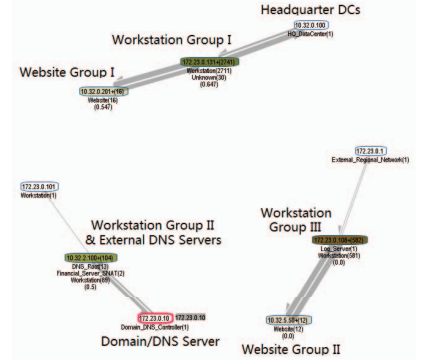 Headquarter DCs
10.32.0.100
HQ_DataCenter(1)
Workstation Group I
172.23.0.131+(2741)
Workstation(2711)
Unknown(30)
(0.647)
Website Group I
10.32.0.201+(16)
Website(16)
(0.547)
172.23.0.1
External_Regional_Network(1)
172.23.0.101
Workstation(1)
Workstation Group II
& External DNS Servers
10.32.2.100+(104)
DNS_Root(13)
Financial_Server_SNAT(2)
Workstation(89)
(0.5)
Workstation
Group III
172.23.0.108+(582)
Log_Server(1)
Workstation(581)
(0.0)
172.23.0.10 172.23.0.10
Domain_DNS_Controller(1)
Domain/DNS Server
10.32.5.50+(12)
Website(12)
(0.0)
Website Group II